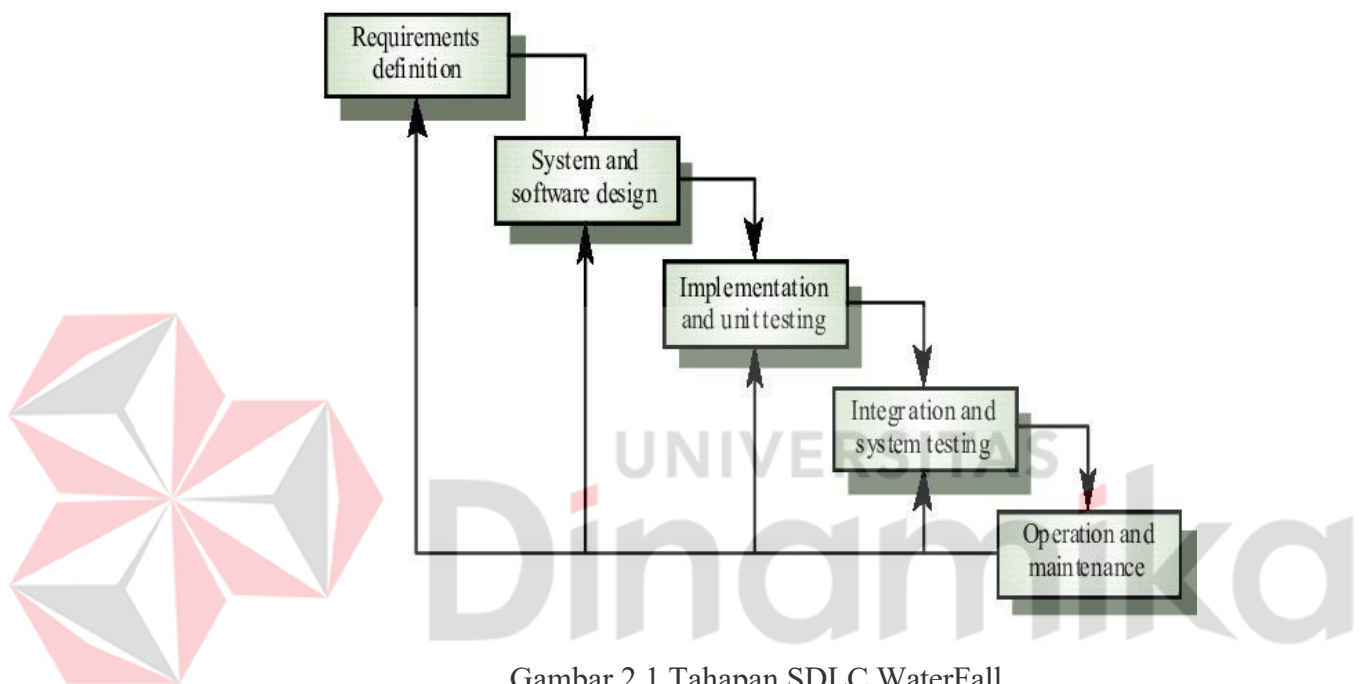 Requirements
definition
System and
software design
Implementation
and unit testing
Integration and
system testing
Operation and
maintenance
UNIVERSITAS
Dinamika
Gambar 2.1 Tahapan SDLC WaterFall